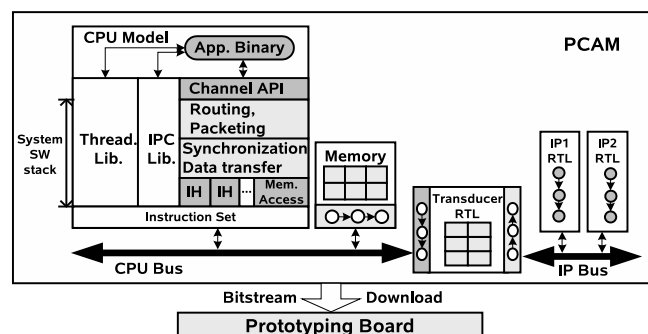 CPU Model
App. Binary
PCAM
Channel API
Routing,
Packeting
System
SW
stack
Thread.
Lib.
IPC
Lib.
Synchronization
Data transfer
IH
IH
...
Mem.
Access
Instruction Set
Memory
Transducer
RTL
IP1
RTL
IP2
RTL
CPU Bus
IP Bus
Bitstream
Download
Prototyping Board